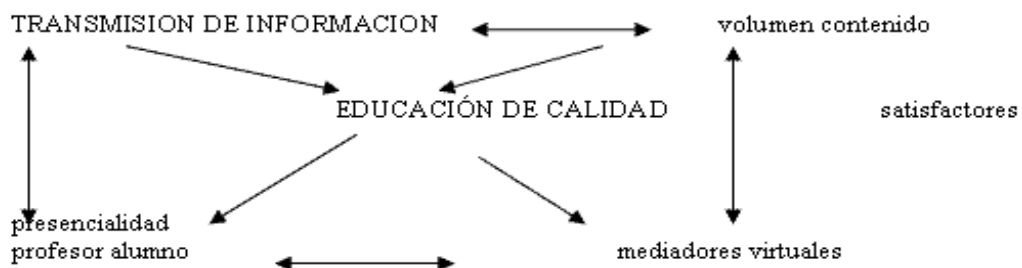 TRANSMISION DE INFORMACION volumen contenido
EDUCACIÓN DE CALIDAD satisfactores
presencialidad
profesor alumno mediadores virtuales